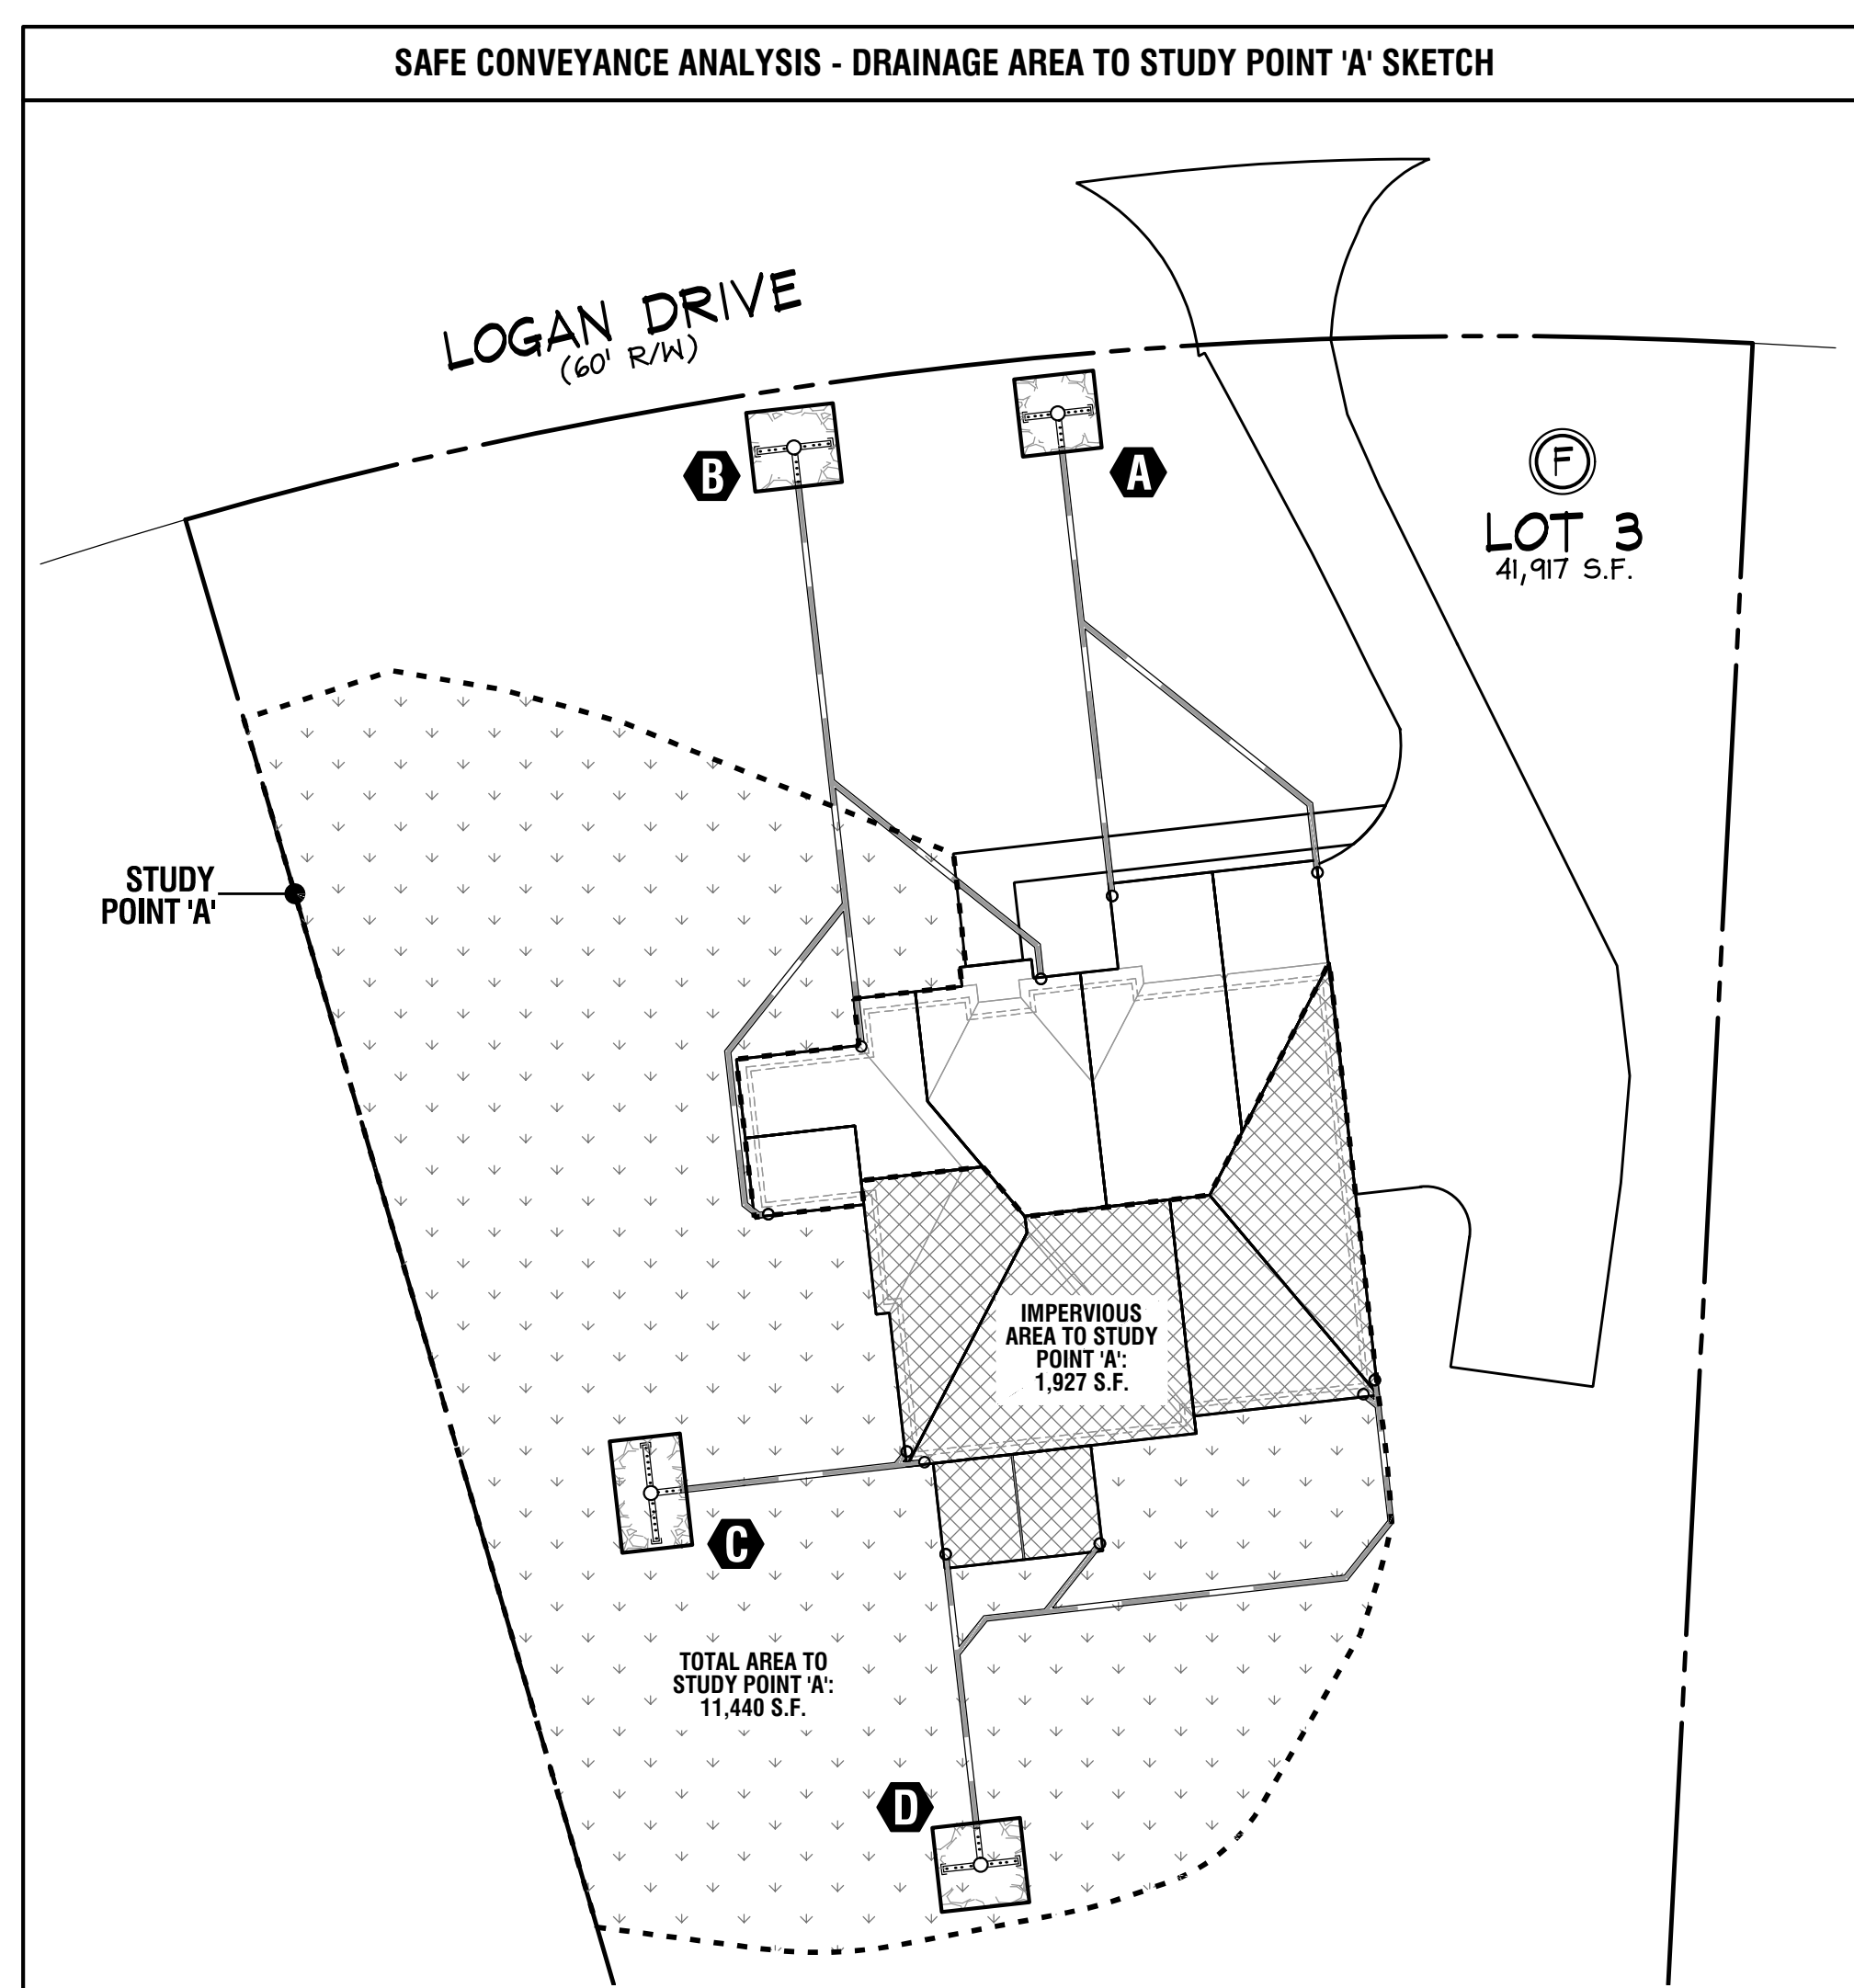 SAFE CONVEYANCE ANALYSIS - DRAINAGE AREA TO STUDY POINT 'A' SKETCH
LOGAN DRIVE
(60' R/W)
B
A
F
LOT 3
41,917 S.F.
STUDY
POINT 'A'
IMPERVIOUS
AREA TO STUDY
POINT 'A':
1,927 S.F.
C
TOTAL AREA TO
STUDY POINT 'A':
11,440 S.F.
D